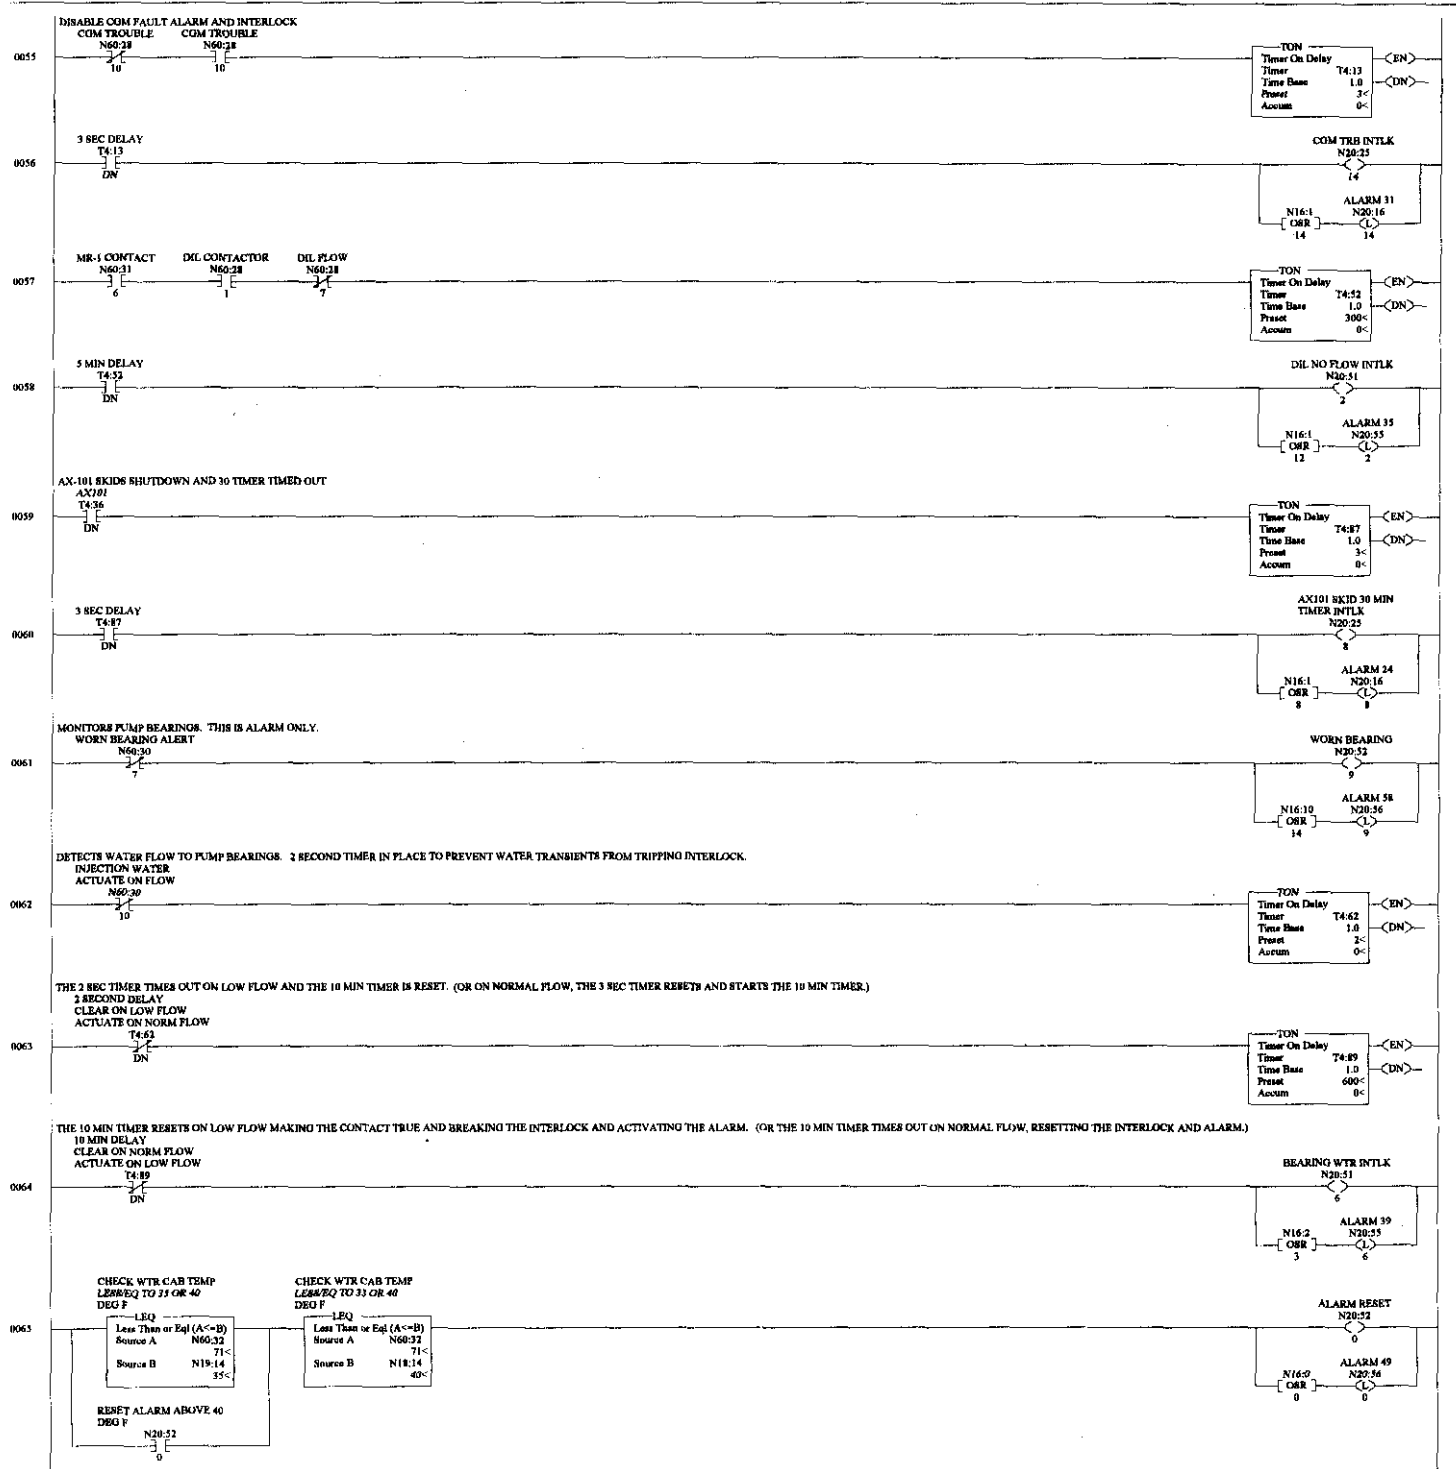 DISABLE COM FAULT ALARM AND INTERLOCK
COM TROUBLE COM TROUBLE
N60:28 N60:28
0055
10 10
TON
Timer On Delay (EN)
Timer T4:13
Time Base 1.0 (DN)
Preset 3<
Accum 0<
3 SEC DELAY
T4:13
0056
DN
COM TRB INTLK
N20:25
14
ALARM 31
N16:1 N20:16
OSR (L)
14 14
MR-1 CONTACT DIL CONTACTOR DIL FLOW
N60:31 N60:28 N60:28
0057
6 1 7
TON
Timer On Delay (EN)
Timer T4:52
Time Base 1.0 (DN)
Preset 300<
Accum 0<
5 MIN DELAY
T4:52
0058
DN
DIL NO FLOW INTLK
N20:51
2
ALARM 35
N16:1 N20:55
OSR (L)
12 2
AX-101 SKIDS SHUTDOWN AND 30 TIMER TIMED OUT
AX101
T4:36
0059
DN
TON
Timer On Delay (EN)
Timer T4:87
Time Base 1.0 (DN)
Preset 3<
Accum 0<
3 SEC DELAY
T4:87
0060
DN
AX101 SKID 30 MIN
TIMER INTLK
N20:25
8
ALARM 24
N16:1 N20:16
OSR (L)
8 8
MONITORS PUMP BEARINGS. THIS IS ALARM ONLY.
WORN BEARING ALERT
N60:30
0061
7
WORN BEARING
N20:52
9
ALARM 58
N16:10 N20:56
OSR (L)
14 9
DETECTS WATER FLOW TO PUMP BEARINGS. 2 SECOND TIMER IN PLACE TO PREVENT WATER TRANSIENTS FROM TRIPPING INTERLOCK.
INJECTION WATER
ACTUATE ON FLOW
N60:30
0062
10
TON
Timer On Delay (EN)
Timer T4:62
Time Base 1.0 (DN)
Preset 2<
Accum 0<
THE 2 SEC TIMER TIMES OUT ON LOW FLOW AND THE 10 MIN TIMER IS RESET. (OR ON NORMAL FLOW, THE 3 SEC TIMER RESETS AND STARTS THE 10 MIN TIMER.)
2 SECOND DELAY
CLEAR ON LOW FLOW
ACTUATE ON NORM FLOW
T4:62
0063
DN
TON
Timer On Delay (EN)
Timer T4:89
Time Base 1.0 (DN)
Preset 600<
Accum 0<
THE 10 MIN TIMER RESETS ON LOW FLOW MAKING THE CONTACT TRUE AND BREAKING THE INTERLOCK AND ACTIVATING THE ALARM. (OR THE 10 MIN TIMER TIMES OUT ON NORMAL FLOW, RESETTING THE INTERLOCK AND ALARM.)
10 MIN DELAY
CLEAR ON NORM FLOW
ACTUATE ON LOW FLOW
T4:89
0064
DN
BEARING WTR INTLK
N20:51
6
ALARM 39
N16:2 N20:55
OSR (L)
3 6
CHECK WTR CAB TEMP CHECK WTR CAB TEMP
LESS/EQ TO 35 OR 40 LESS/EQ TO 35 OR 40
DEG F DEG F
LEQ LEQ
0065
Less Than or Eql (A<=B) Less Than or Eql (A<=B)
Source A N60:32 Source A N60:32
71< 71<
Source B N19:14 Source B N18:14
35< 40<
ALARM RESET
N20:52
0
ALARM 49
N16:0 N20:56
OSR (L)
0 0
RESET ALARM ABOVE 40
DEG F
N20:52
0